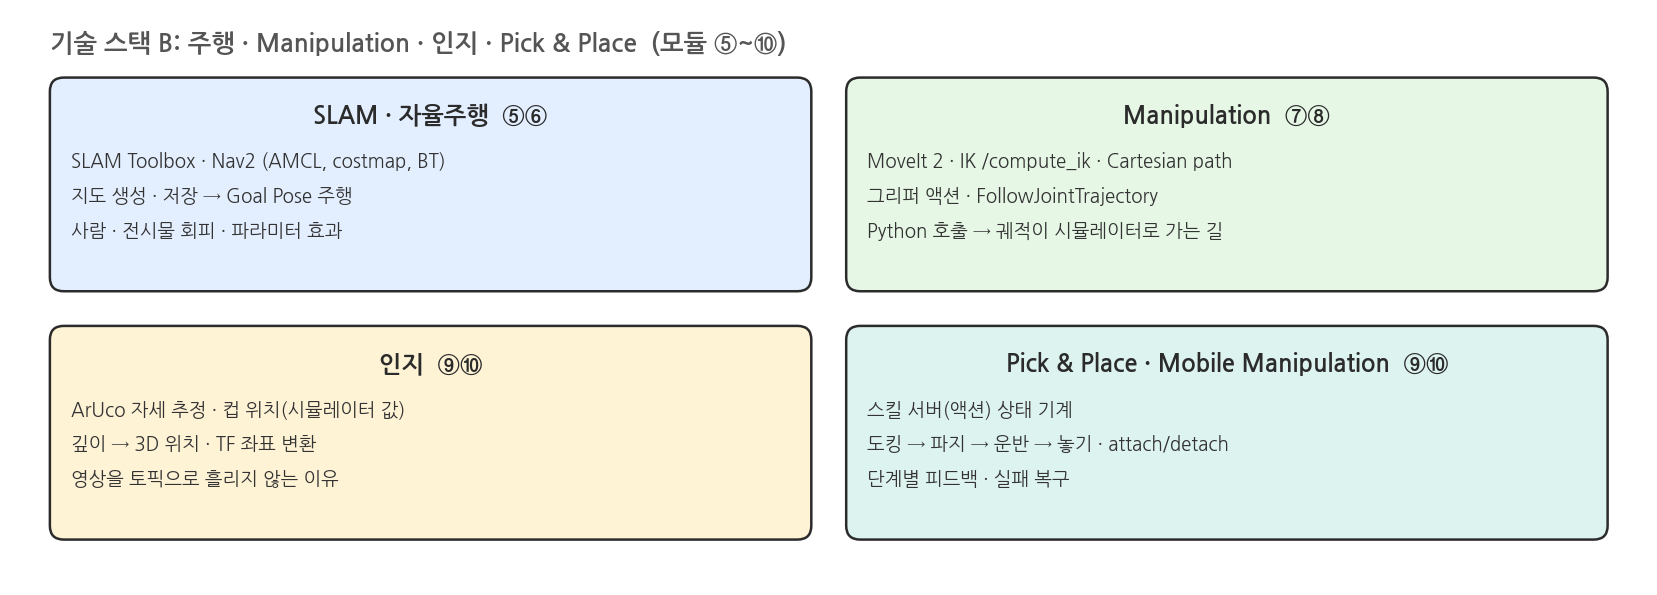 기술 스택 B: 주행 · Manipulation · 인지 · Pick & Place (모듈 ⑤~⑩)
SLAM · 자율주행 ⑤⑥
SLAM Toolbox · Nav2 (AMCL, costmap, BT)
지도 생성 · 저장 → Goal Pose 주행
사람 · 전시물 회피 · 파라미터 효과
Manipulation ⑦⑧
MoveIt 2 · IK /compute_ik · Cartesian path
그리퍼 액션 · FollowJointTrajectory
Python 호출 → 궤적이 시뮬레이터로 가는 길
인지 ⑨⑩
ArUco 자세 추정 · 컵 위치(시뮬레이터 값)
깊이 → 3D 위치 · TF 좌표 변환
영상을 토픽으로 흘리지 않는 이유
Pick & Place · Mobile Manipulation ⑨⑩
스킬 서버(액션) 상태 기계
도킹 → 파지 → 운반 → 놓기 · attach/detach
단계별 피드백 · 실패 복구